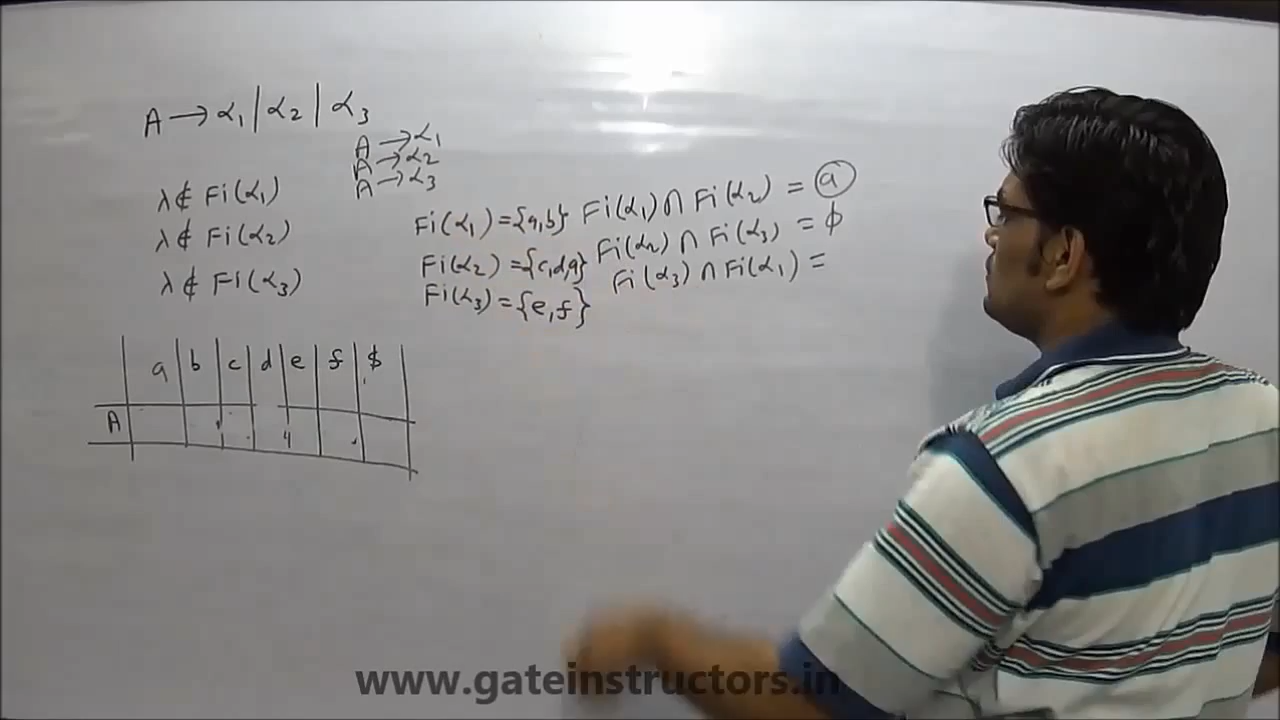 A → α1 | α2 | α3
A → α1
A → α2
A → α3
λ ∉ Fi(α1)
λ ∉ Fi(α2)
λ ∉ Fi(α3)
Fi(α1) = {a,b} Fi(α1) ∩ Fi(α2) = a
Fi(α2) = {c,d,a} Fi(α2) ∩ Fi(α3) = ϕ
Fi(α3) = {e,f} Fi(α3) ∩ Fi(α1) =
a b c d e f $
A
www.gateinstructors.in